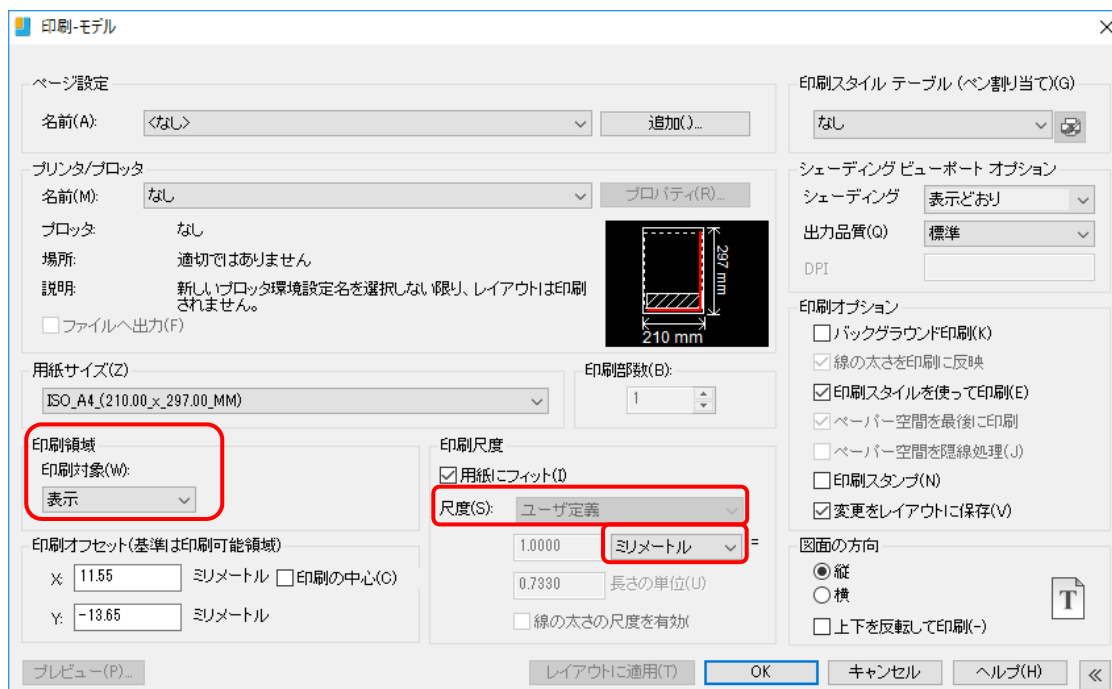 印刷-モデル
ページ設定
名前(A):
<なし>
追加()...
プリンタ/プロッタ
名前(M):
なし
プロパティ(R)...
プロッタ:
なし
場所:
適切ではありません
説明:
新しいプロッタ環境設定名を選択しない限り、レイアウトは印刷
されません。
ファイルへ出力(F)
297 mm
210 mm
用紙サイズ(Z)
ISO_A4_(210.00_x_297.00_MM)
印刷部数(B):
1
印刷領域
印刷対象(W):
表示
印刷尺度
用紙にフィット(I)
尺度(S):
ユーザ定義
1.0000
ミリメートル
=
0.7330
長さの単位(U)
線の太さの尺度を有効(
印刷オフセット(基準は印刷可能領域)
X:
11.55
ミリメートル
印刷の中心(C)
Y:
-13.65
ミリメートル
印刷スタイル テーブル (ペン割り当て)(G)
なし
シェーディング ビューポート オプション
シェーディング
表示どおり
出力品質(Q)
標準
DPI
印刷オプション
バックグラウンド印刷(K)
線の太さを印刷に反映
印刷スタイルを使って印刷(E)
ペーパー空間を最後に印刷
ペーパー空間を隠線処理(J)
印刷スタンプ(N)
変更をレイアウトに保存(V)
図面の方向
縦
横
T
上下を反転して印刷(-)
プレビュー(P)...
レイアウトに適用(T)
OK
キャンセル
ヘルプ(H)